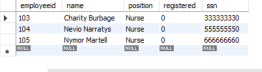 employeeid name position registered ssn
103 Charity Burbage Nurse 0 333333330
104 Nevio Narratys Nurse 0 555555550
105 Nymor Martell Nurse 0 666666660
NULL NULL NULL NULL NULL